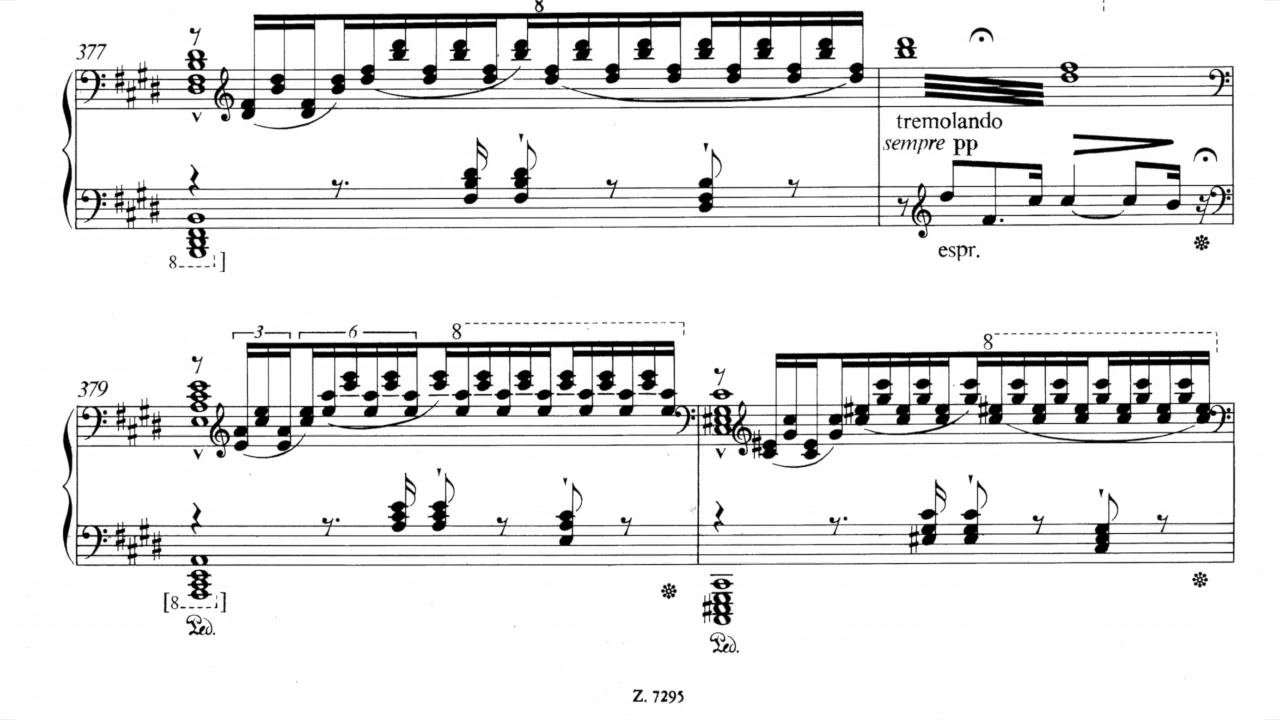 8
377
tremolando
sempre pp
espr.
8
]
3 6 8
8
379
[8 ]
Ped.
Ped.
Z. 7295